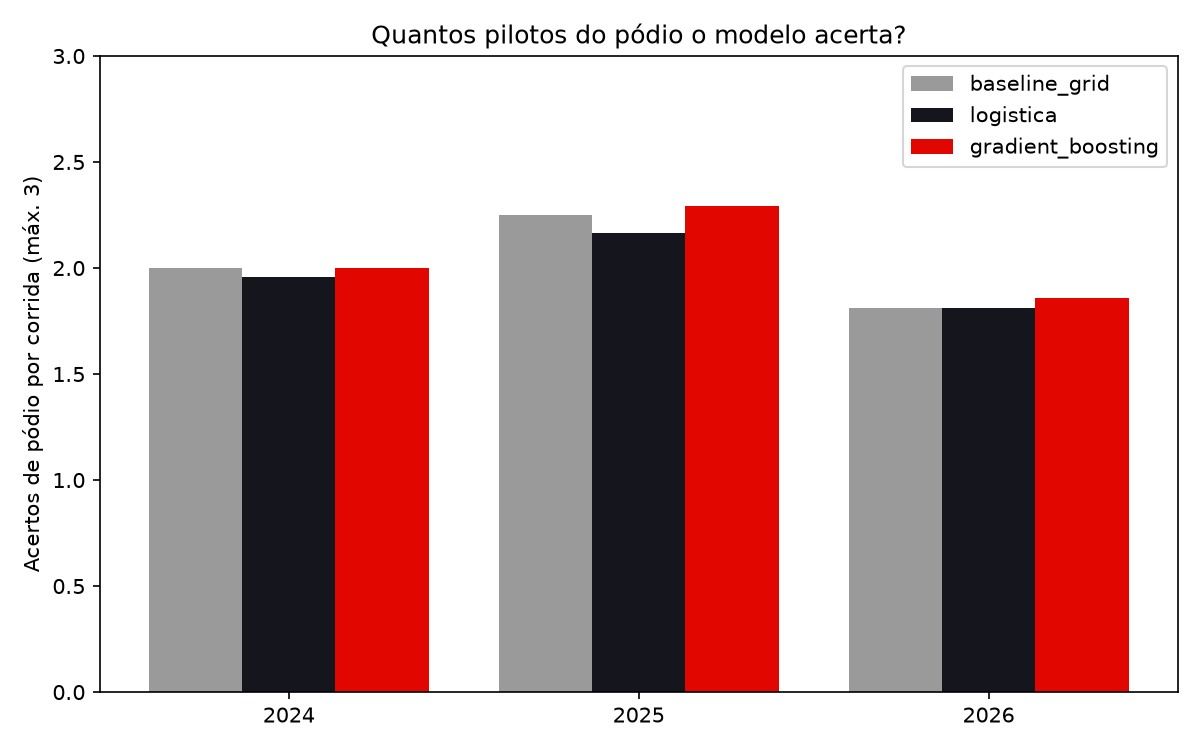 Quantos pilotos do pódio o modelo acerta?
Acertos de pódio por corrida (máx. 3)
3.0
2.5
2.0
1.5
1.0
0.5
0.0
baseline_grid
logistica
gradient_boosting
2024
2025
2026